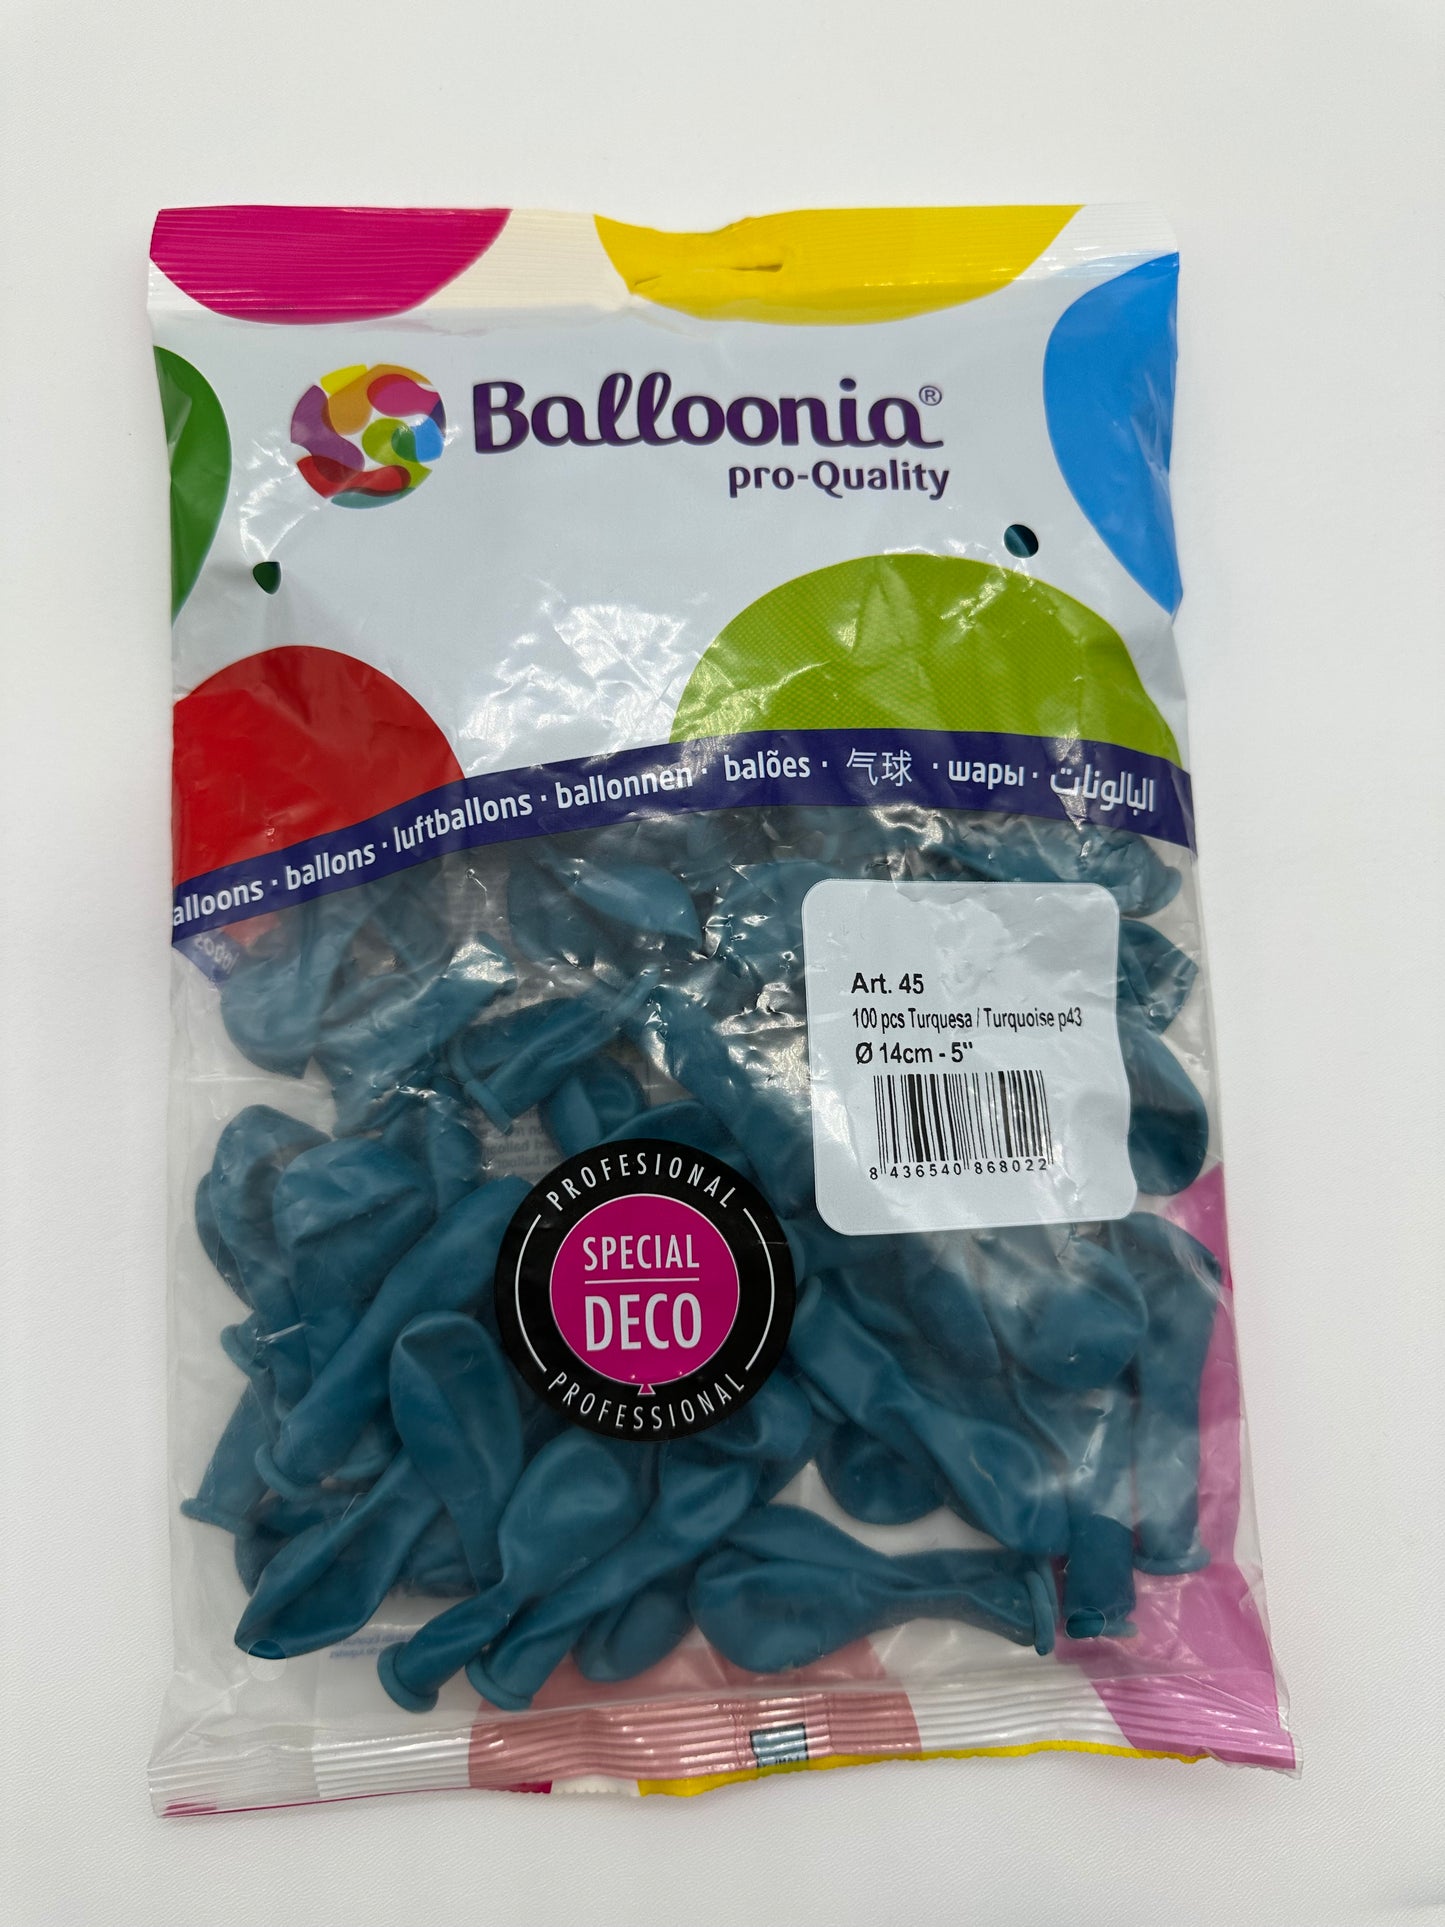 Balloonia®
pro-Quality
alloons · ballons · luftballons · ballonnen · balões · 气球 · шары · البالونات
Art. 45
100 pcs Turquesa / Turquoise p43
Ø 14cm - 5"
8 436540 868022
PROFESIONAL
SPECIAL
DECO
PROFESSIONAL